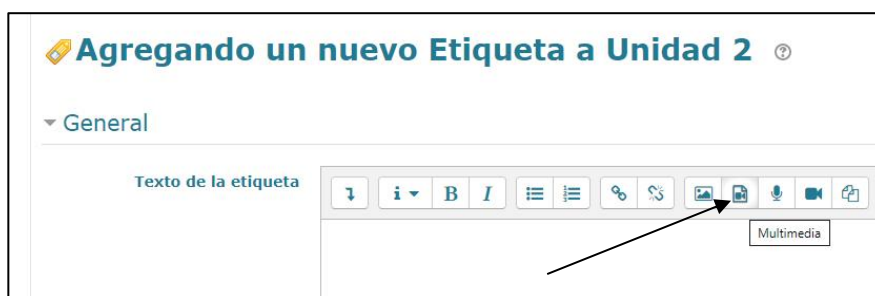 Agregando un nuevo Etiqueta a Unidad 2
General
Texto de la etiqueta
B I
Multimedia